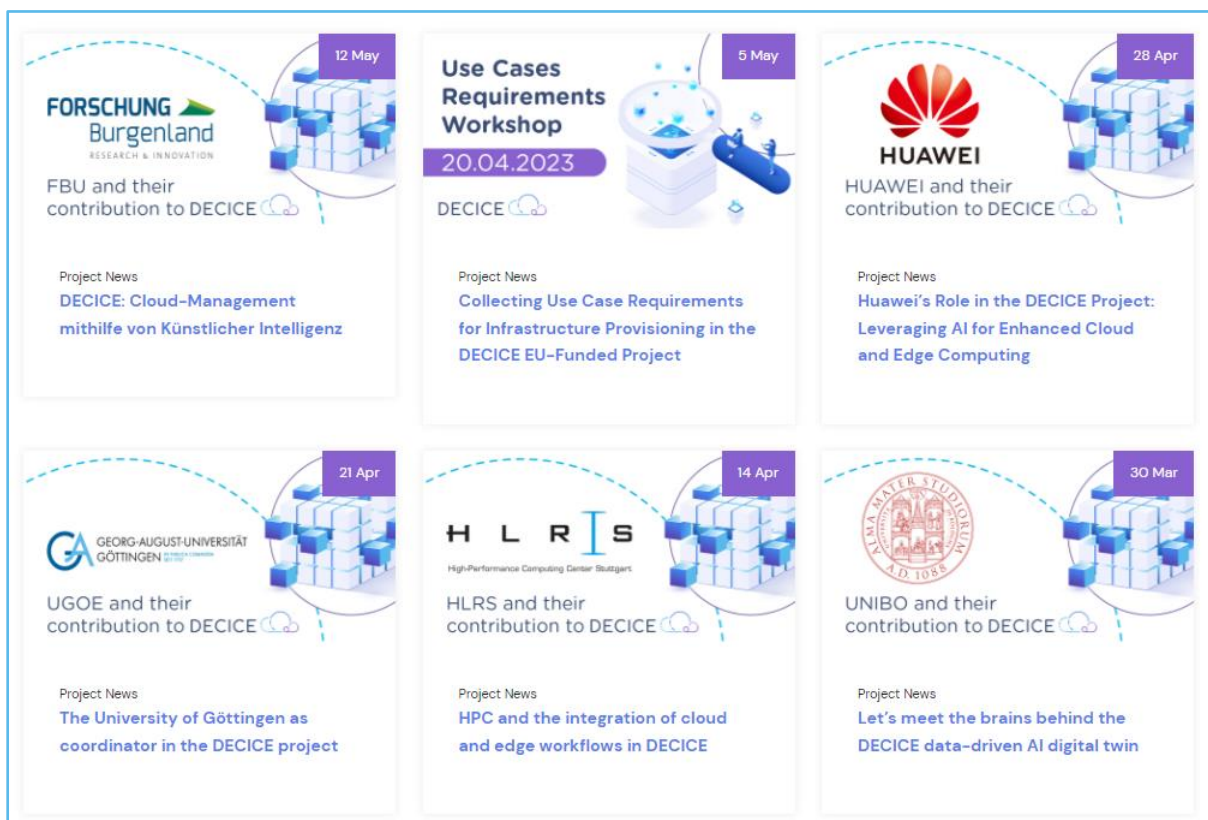 12 May
FORSCHUNG
Burgenland
RESEARCH & INNOVATION
FBU and their
contribution to DECICE
Project News
DECICE: Cloud-Management
mithilfe von Künstlicher Intelligenz
5 May
Use Cases
Requirements
Workshop
20.04.2023
DECICE
Project News
Collecting Use Case Requirements
for Infrastructure Provisioning in the
DECICE EU-Funded Project
28 Apr
HUAWEI
HUAWEI and their
contribution to DECICE
Project News
Huawei’s Role in the DECICE Project:
Leveraging AI for Enhanced Cloud
and Edge Computing
21 Apr
GEORG-AUGUST-UNIVERSITÄT
GÖTTINGEN
UGOE and their
contribution to DECICE
Project News
The University of Göttingen as
coordinator in the DECICE project
14 Apr
H L R I S
High-Performance Computing Center Stuttgart
HLRS and their
contribution to DECICE
Project News
HPC and the integration of cloud
and edge workflows in DECICE
30 Mar
ALMA MATER STUDIORUM
A.D. 1088
UNIBO and their
contribution to DECICE
Project News
Let’s meet the brains behind the
DECICE data-driven AI digital twin